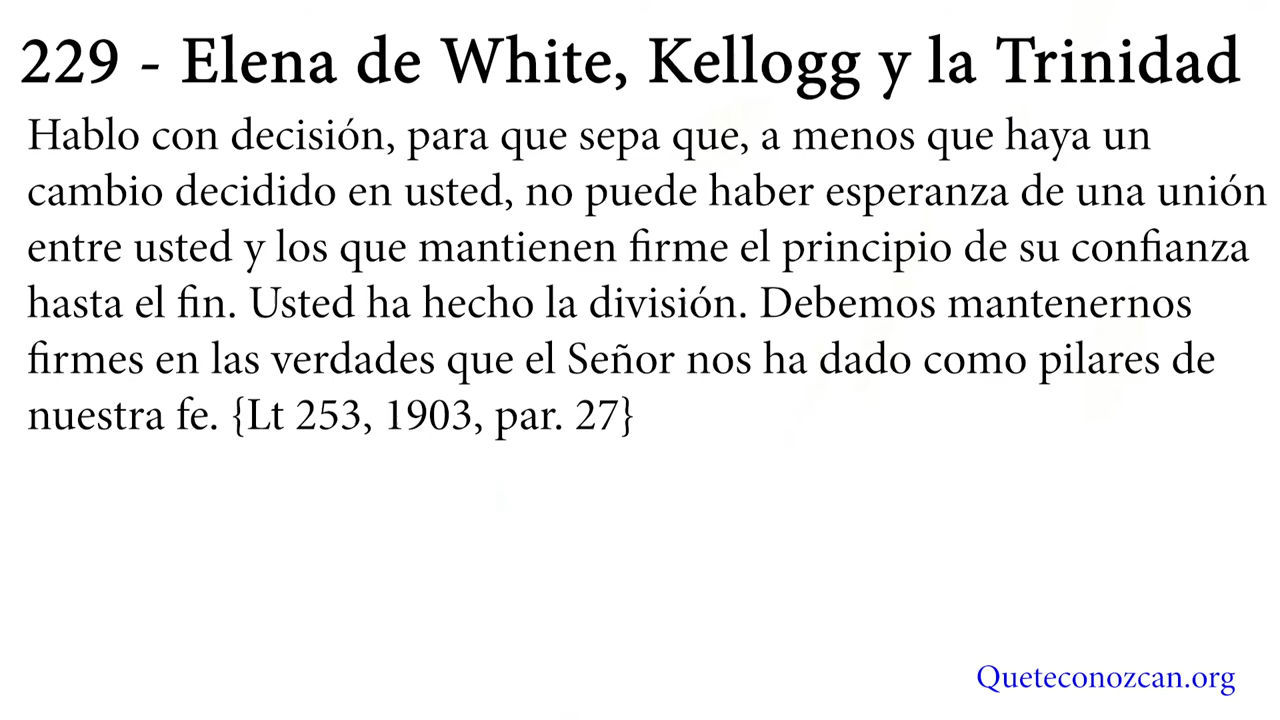 229 - Elena de White, Kellogg y la Trinidad
Hablo con decisión, para que sepa que, a menos que haya un
cambio decidido en usted, no puede haber esperanza de una unión
entre usted y los que mantienen firme el principio de su confianza
hasta el fin. Usted ha hecho la división. Debemos mantenernos
firmes en las verdades que el Señor nos ha dado como pilares de
nuestra fe. {Lt 253, 1903, par. 27}
Queteconozcan.org